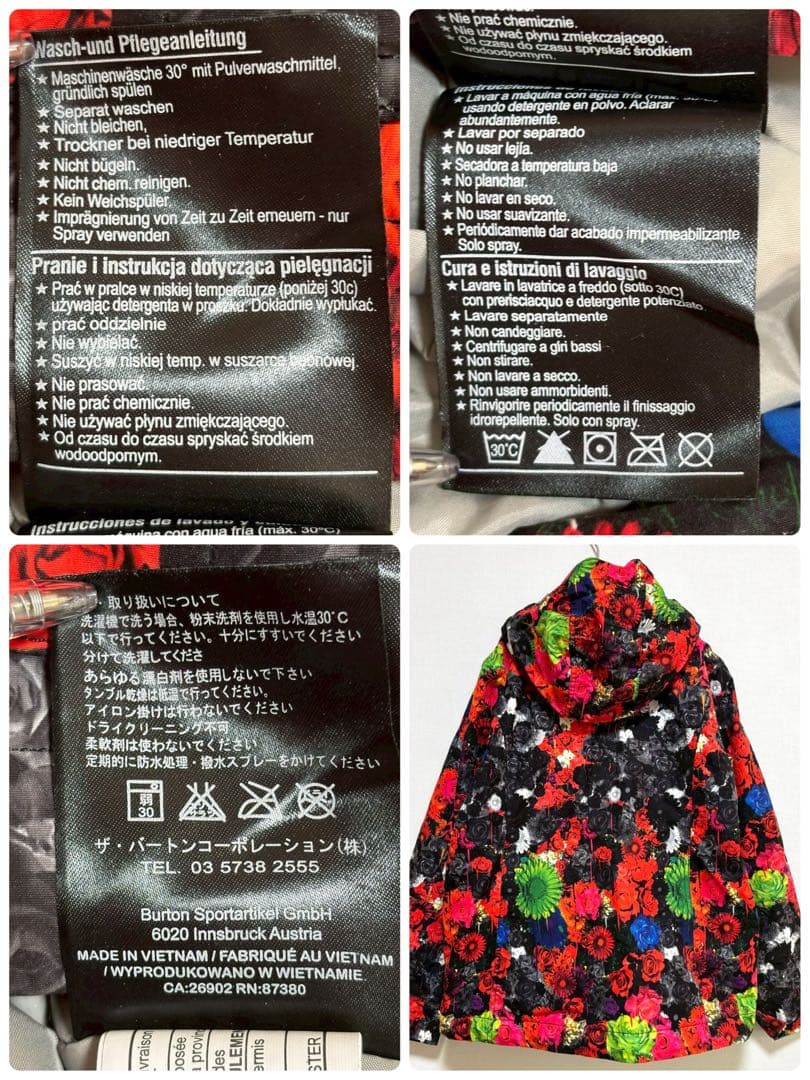 Wasch-und Pflegeanleitung
★ Maschinenwäsche 30° mit Pulverwaschmittel,
gründlich spülen
★ Separat waschen
★ Nicht bleichen,
★ Trockner bei niedriger Temperatur
★ Nicht bügeln.
★ Nicht chem. reinigen.
★ Kein Weichspüler.
★ Imprägnierung von Zeit zu Zeit erneuern - nur
Spray verwenden
Pranie i instrukcja dotycząca pielęgnacji
★ Prać w pralce w niskiej temperaturze (poniżej 30c)
używając detergenta w proszku. Dokładnie wypłukać.
★ prać oddzielnie
★ Nie wybielać.
★ Suszyć w niskiej temp. w suszarce bębnowej.
★ Nie prasować.
★ Nie prać chemicznie.
★ Nie używać płynu zmiękczającego.
★ Od czasu do czasu spryskać środkiem
wodoodpornym.
Instrucciones de lavado y
máquina con agua fría (máx. 30°C)
★ Nie prać chemicznie.
★ Nie używać płynu zmiękczającego.
★ Od czasu do czasu spryskać środkiem
wodoodpornym.
Instrucciones de
★ Lavar a máquina con agua fría (máx. 30°C)
usando detergente en polvo. Aclarar
abundantemente.
★ Lavar por separado
★ No usar lejía.
★ Secadora a temperatura baja
★ No planchar.
★ No lavar en seco.
★ No usar suavizante.
★ Periódicamente dar acabado impermeabilizante.
Solo spray.
Cura e istruzioni di lavaggio
★ Lavare in lavatrice a freddo (sotto 30C)
con prerisciacquo e detergente potenziato.
★ Lavare separatamente
★ Non candeggiare.
★ Centrifugare a giri bassi
★ Non stirare.
★ Non lavare a secco.
★ Non usare ammorbidenti.
★ Rinvigorire periodicamente il finissaggio
idrorepellente. Solo con spray.
30°C
・取り扱いについて
洗濯機で洗う場合、粉末洗剤を使用し水温30°C
以下で行ってください。十分にすすいでください
分けて洗濯してくださ
あらゆる漂白剤を使用しないで下さい
タンブル乾燥は低温で行ってください。
アイロン掛けは行わないでください
ドライクリーニング不可
柔軟剤は使わないでください
定期的に防水処理・撥水スプレーをかけてください
弱
30
ザ・バートンコーポレーション(株)
TEL. 03 5738 2555
Burton Sportartikel GmbH
6020 Innsbruck Austria
MADE IN VIETNAM / FABRIQUÉ AU VIETNAM
/ WYPRODUKOWANO W WIETNAMIE
CA:26902 RN:87380